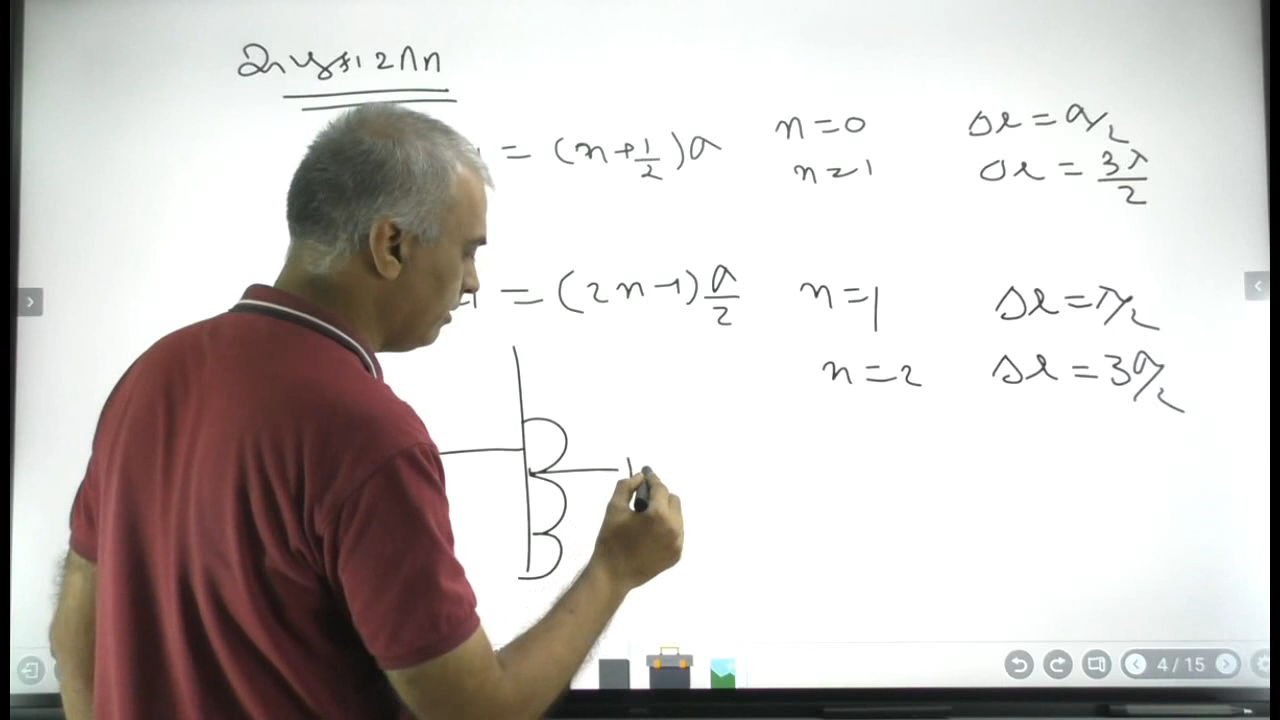 = (n+1/2)λ n=0 Δx = λ/2
n=1 Δx = 3λ/2
= (2n-1) λ/2 n=1 Δx = λ/2
n=2 Δx = 3λ/2
4 / 15